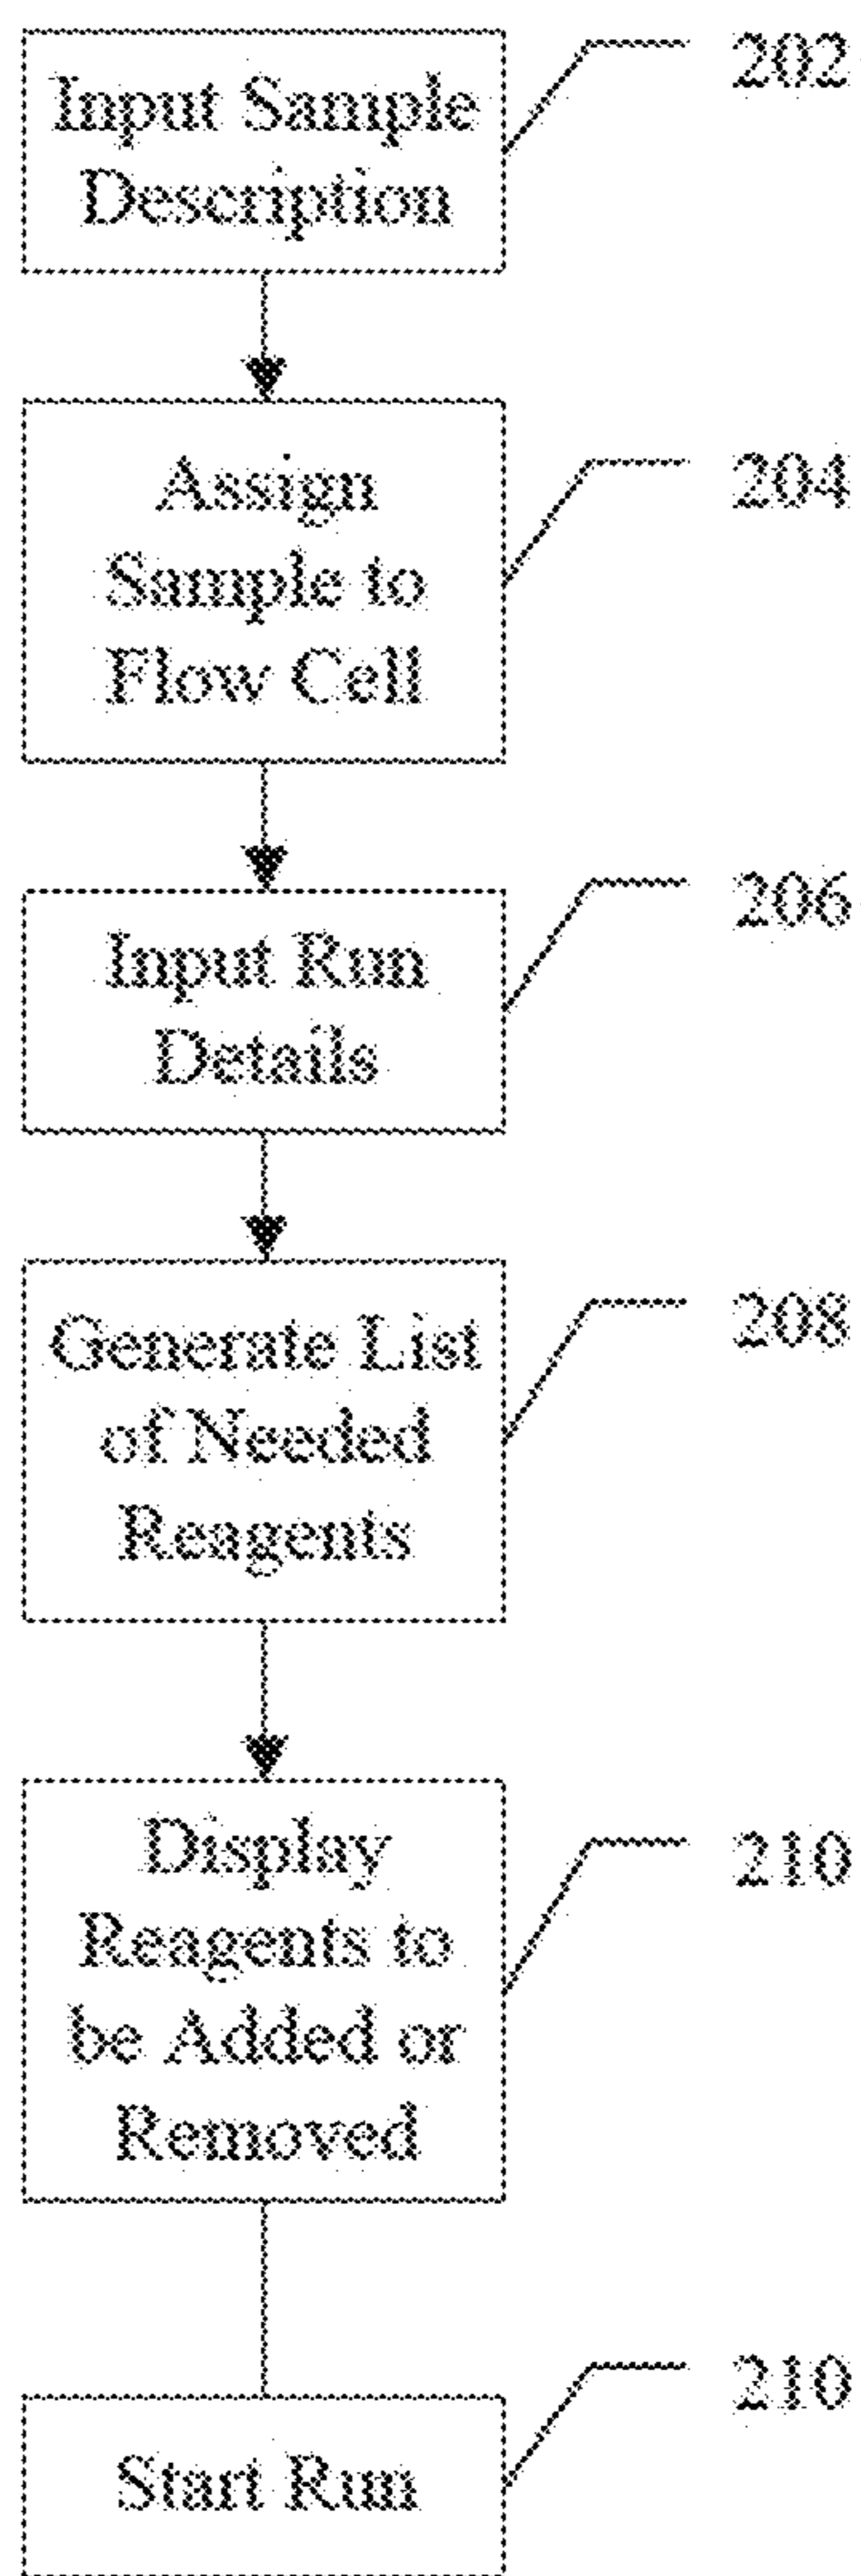 Input Sample
Description
202
Assign
Sample to
Flow Cell
204
Input Run
Details
206
Generate List
of Needed
Reagents
208
Display
Reagents to
be Added or
Removed
210
Start Run
210